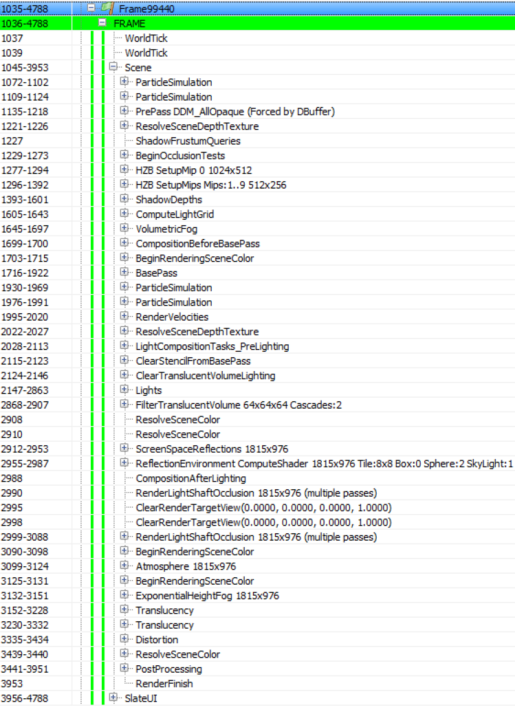 1035-4788 Frame99440
1036-4788 FRAME
1037 WorldTick
1039 WorldTick
1045-3953 Scene
1072-1102 ParticleSimulation
1109-1124 ParticleSimulation
1135-1218 PrePass DDM_AllOpaque (Forced by DBuffer)
1221-1226 ResolveSceneDepthTexture
1227 ShadowFrustumQueries
1229-1273 BeginOcclusionTests
1277-1294 HZB SetupMip 0 1024x512
1296-1392 HZB SetupMips Mips:1..9 512x256
1393-1601 ShadowDepths
1605-1643 ComputeLightGrid
1645-1697 VolumetricFog
1699-1700 CompositionBeforeBasePass
1703-1715 BeginRenderingSceneColor
1716-1922 BasePass
1930-1969 ParticleSimulation
1976-1991 ParticleSimulation
1995-2020 RenderVelocities
2022-2027 ResolveSceneDepthTexture
2028-2113 LightCompositionTasks_PreLighting
2115-2123 ClearStencilFromBasePass
2124-2146 ClearTranslucentVolumeLighting
2147-2863 Lights
2868-2907 FilterTranslucentVolume 64x64x64 Cascades:2
2908 ResolveSceneColor
2910 ResolveSceneColor
2912-2953 ScreenSpaceReflections 1815x976
2955-2987 ReflectionEnvironment ComputeShader 1815x976 Tile:8x8 Box:0 Sphere:2 SkyLight:1
2988 CompositionAfterLighting
2990 RenderLightShaftOcclusion 1815x976 (multiple passes)
2995 ClearRenderTargetView(0.0000, 0.0000, 0.0000, 1.0000)
2998 ClearRenderTargetView(0.0000, 0.0000, 0.0000, 1.0000)
2999-3088 RenderLightShaftOcclusion 1815x976 (multiple passes)
3090-3098 BeginRenderingSceneColor
3099-3124 Atmosphere 1815x976
3125-3131 BeginRenderingSceneColor
3132-3151 ExponentialHeightFog 1815x976
3152-3228 Translucency
3230-3332 Translucency
3335-3434 Distortion
3439-3440 ResolveSceneColor
3441-3951 PostProcessing
3953 RenderFinish
3956-4788 SlateUI